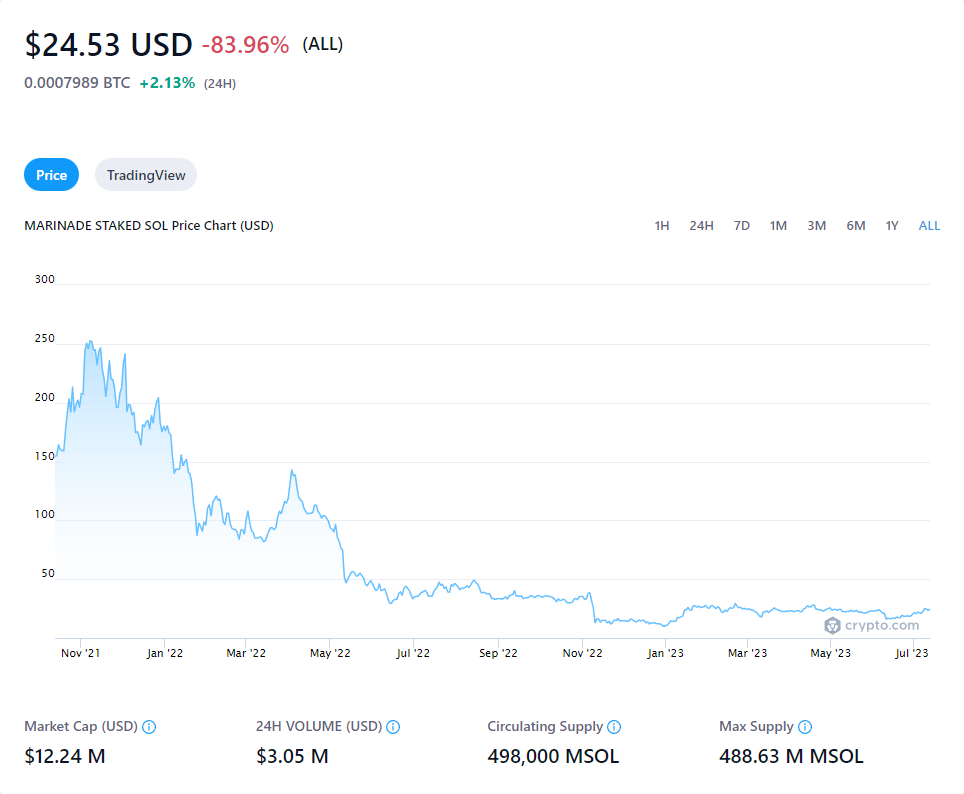 $24.53 USD -83.96% (ALL)
0.0007989 BTC +2.13% (24H)
Price TradingView
MARINADE STAKED SOL Price Chart (USD) 1H 24H 7D 1M 3M 6M 1Y ALL
300
250
200
150
100
50
crypto.com
Nov '21 Jan '22 Mar '22 May '22 Jul '22 Sep '22 Nov '22 Jan '23 Mar '23 May '23 Jul '23
Market Cap (USD) 24H VOLUME (USD) Circulating Supply Max Supply
$12.24 M $3.05 M 498,000 MSOL 488.63 M MSOL